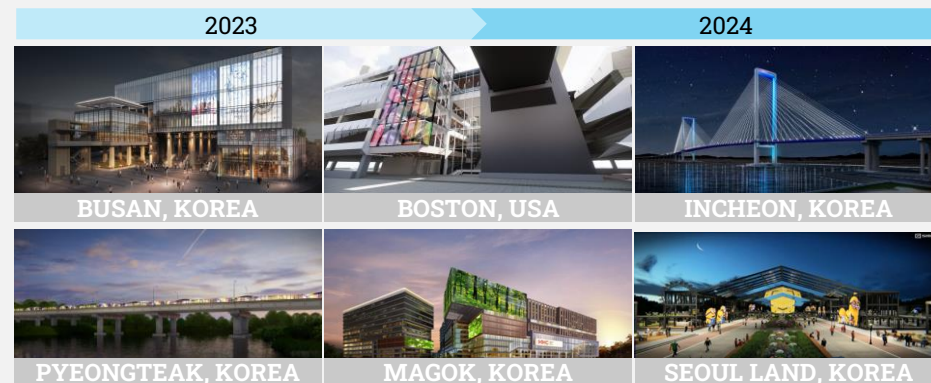 2023
2024
BUSAN, KOREA
BOSTON, USA
INCHEON, KOREA
PYEONGTEAK, KOREA
MAGOK, KOREA
SEOUL LAND, KOREA